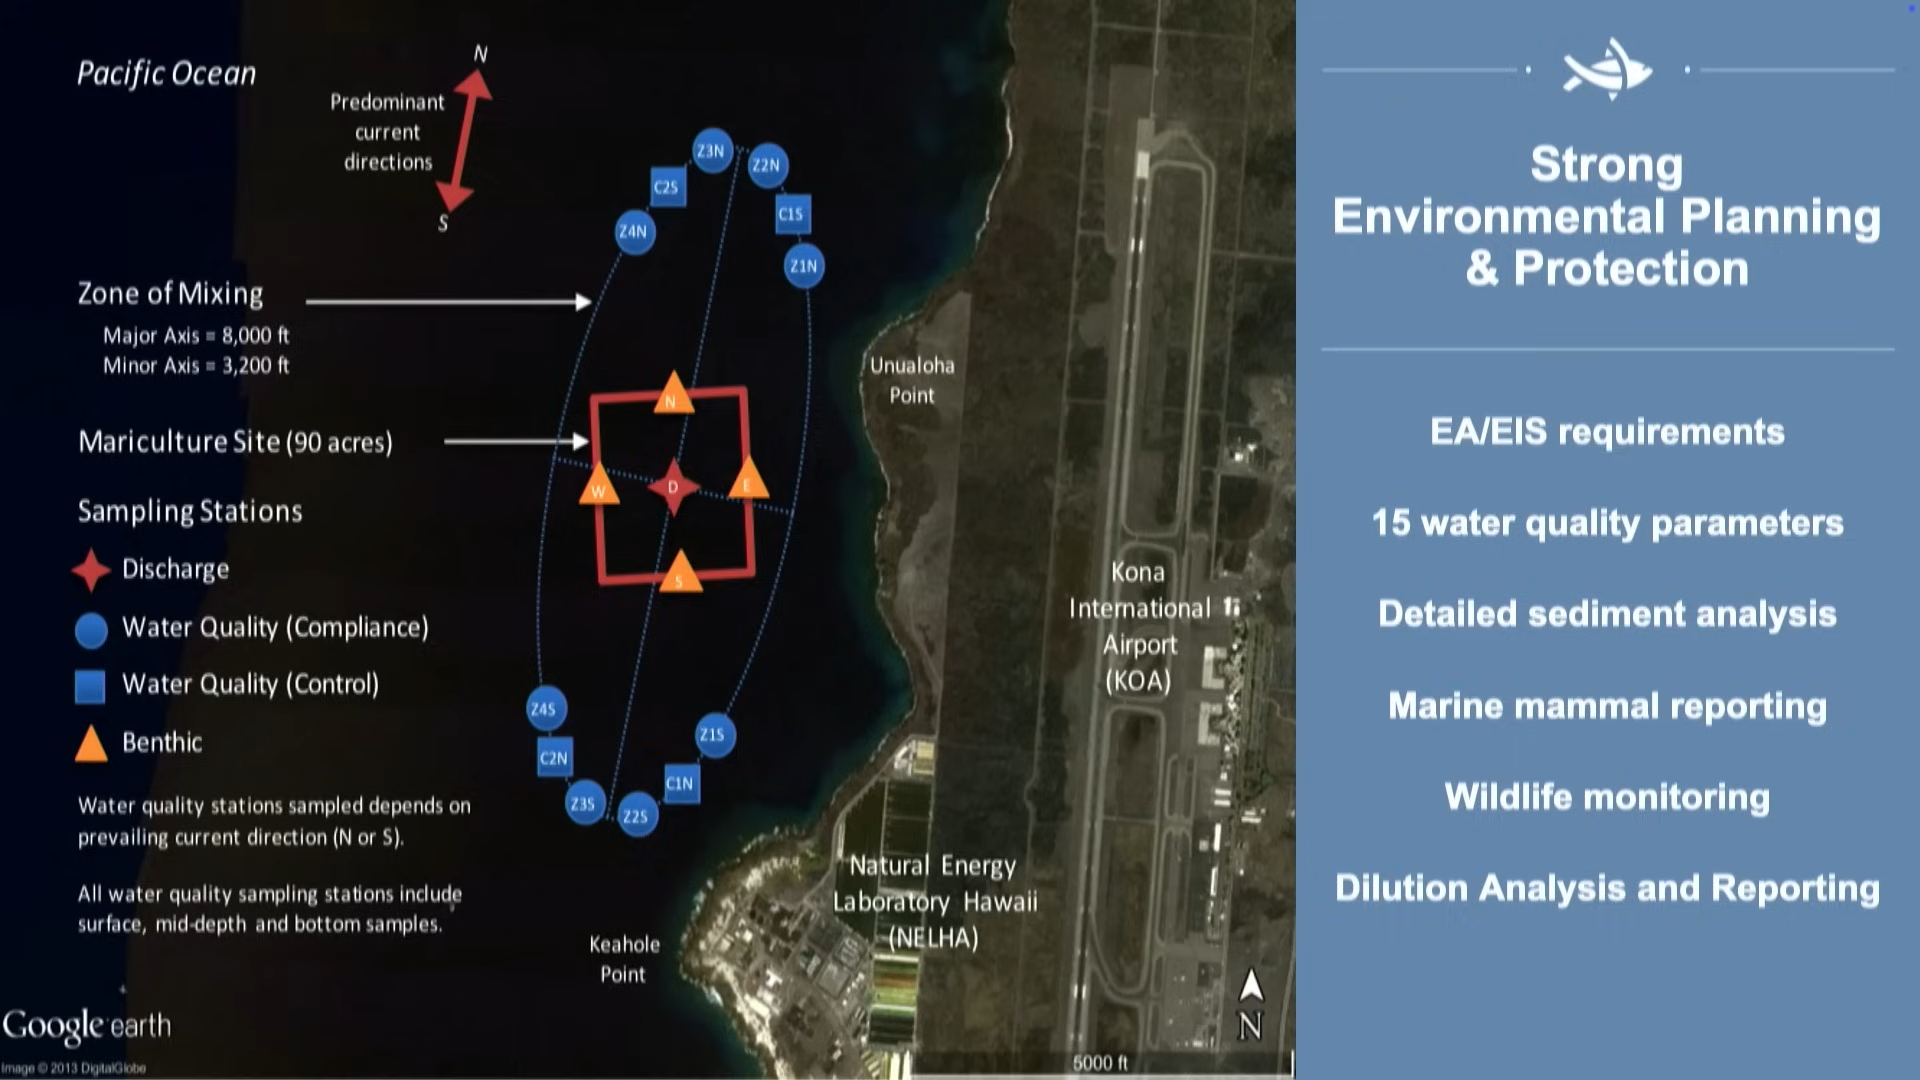 Pacific Ocean
N
Predominant
current
directions
S
Zone of Mixing
Major Axis = 8,000 ft
Minor Axis = 3,200 ft
Mariculture Site (90 acres)
Sampling Stations
Discharge
Water Quality (Compliance)
Water Quality (Control)
Benthic
Water quality stations sampled depends on
prevailing current direction (N or S).
All water quality sampling stations include
surface, mid-depth and bottom samples.
Google earth
Image © 2013 DigitalGlobe
Z3N
Z2N
C2S
C1S
Z4N
Z1N
N
W
D
E
S
Z4S
Z1S
C2N
C1N
Z3S
Z2S
Unualoha
Point
Kona
International
Airport
(KOA)
Natural Energy
Laboratory Hawaii
(NELHA)
Keahole
Point
N
5000 ft
Strong
Environmental Planning
& Protection
EA/EIS requirements
15 water quality parameters
Detailed sediment analysis
Marine mammal reporting
Wildlife monitoring
Dilution Analysis and Reporting